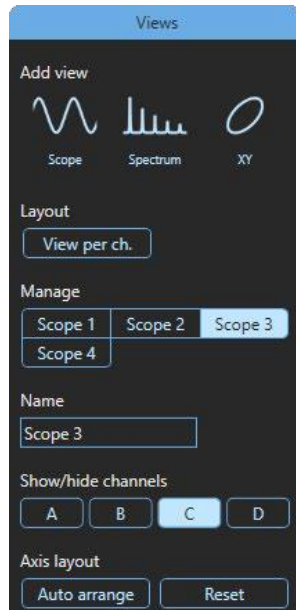 Views
Add view
Scope Spectrum XY
Layout
View per ch.
Manage
Scope 1 Scope 2 Scope 3
Scope 4
Name
Scope 3
Show/hide channels
A B C D
Axis layout
Auto arrange Reset